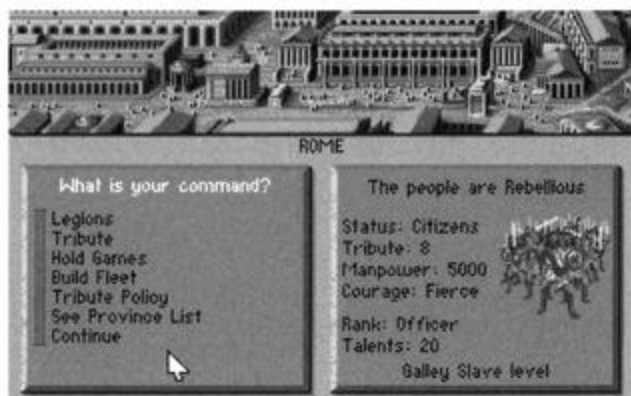 ROME
What is your command?
Legions
Tribute
Hold Games
Build Fleet
Tribute Policy
See Province List
Continue
The people are Rebellious
Status: Citizens
Tribute: 8
Manpower: 5000
Courage: Fierce
Rank: Officer
Talents: 20
Galley Slave level